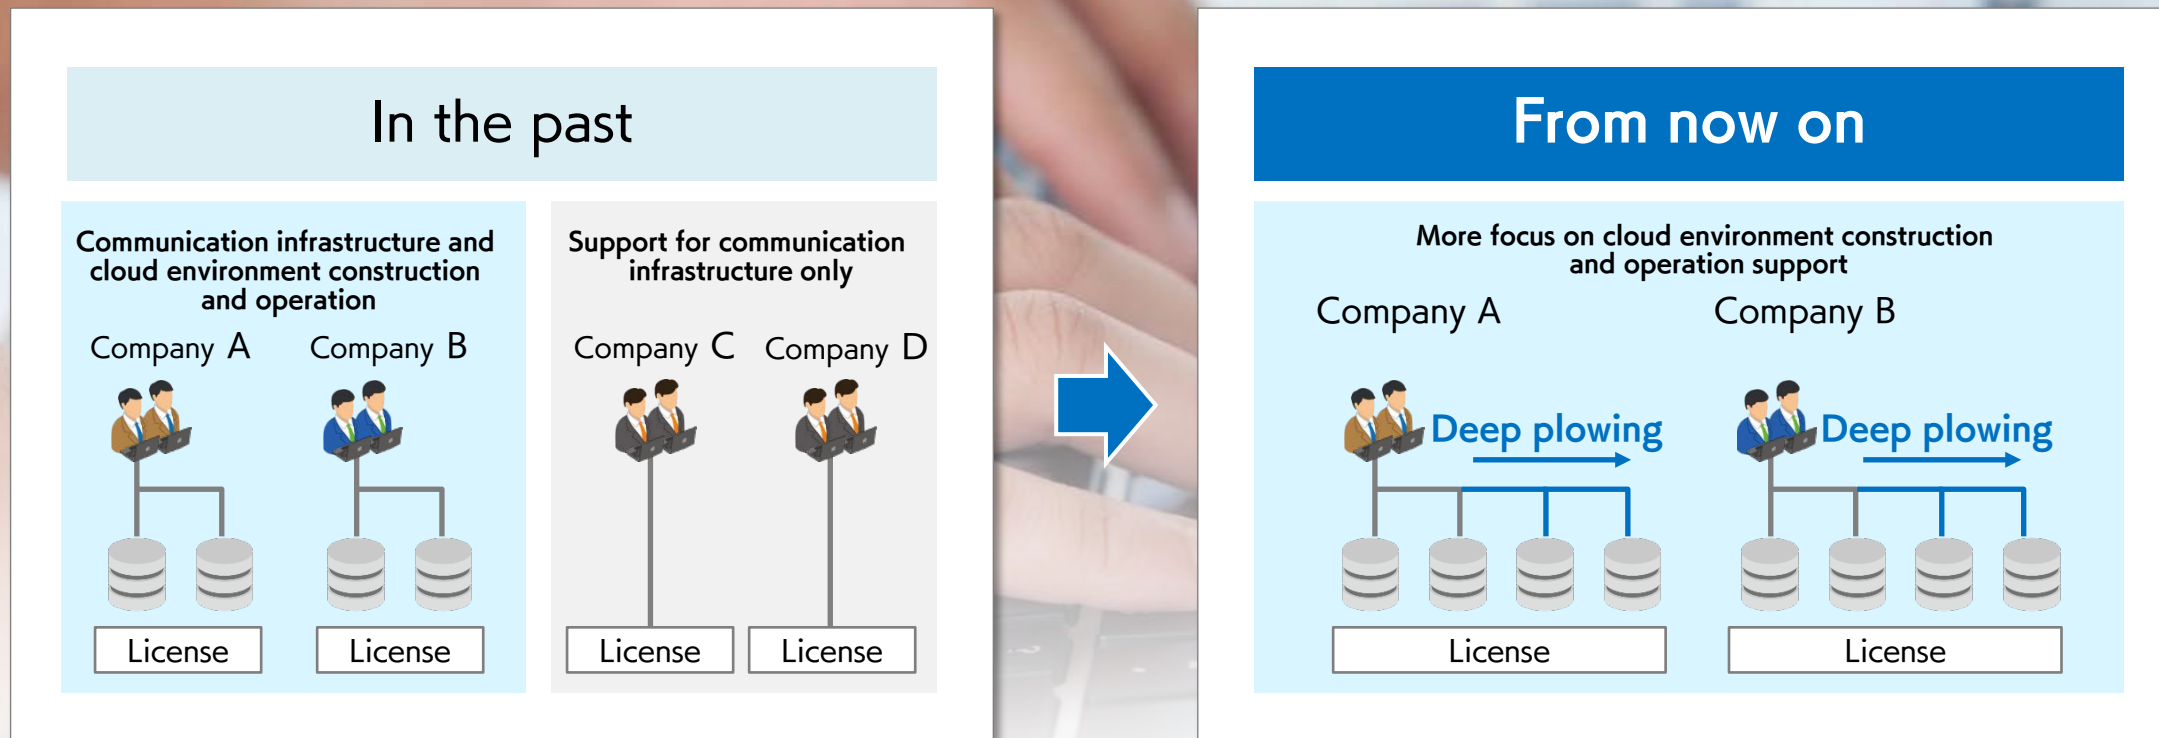 In the past
Communication infrastructure and
cloud environment construction
and operation
Company A
Company B
License
License
Support for communication
infrastructure only
Company C
Company D
License
License
From now on
More focus on cloud environment construction
and operation support
Company A
Company B
Deep plowing
Deep plowing
License
License